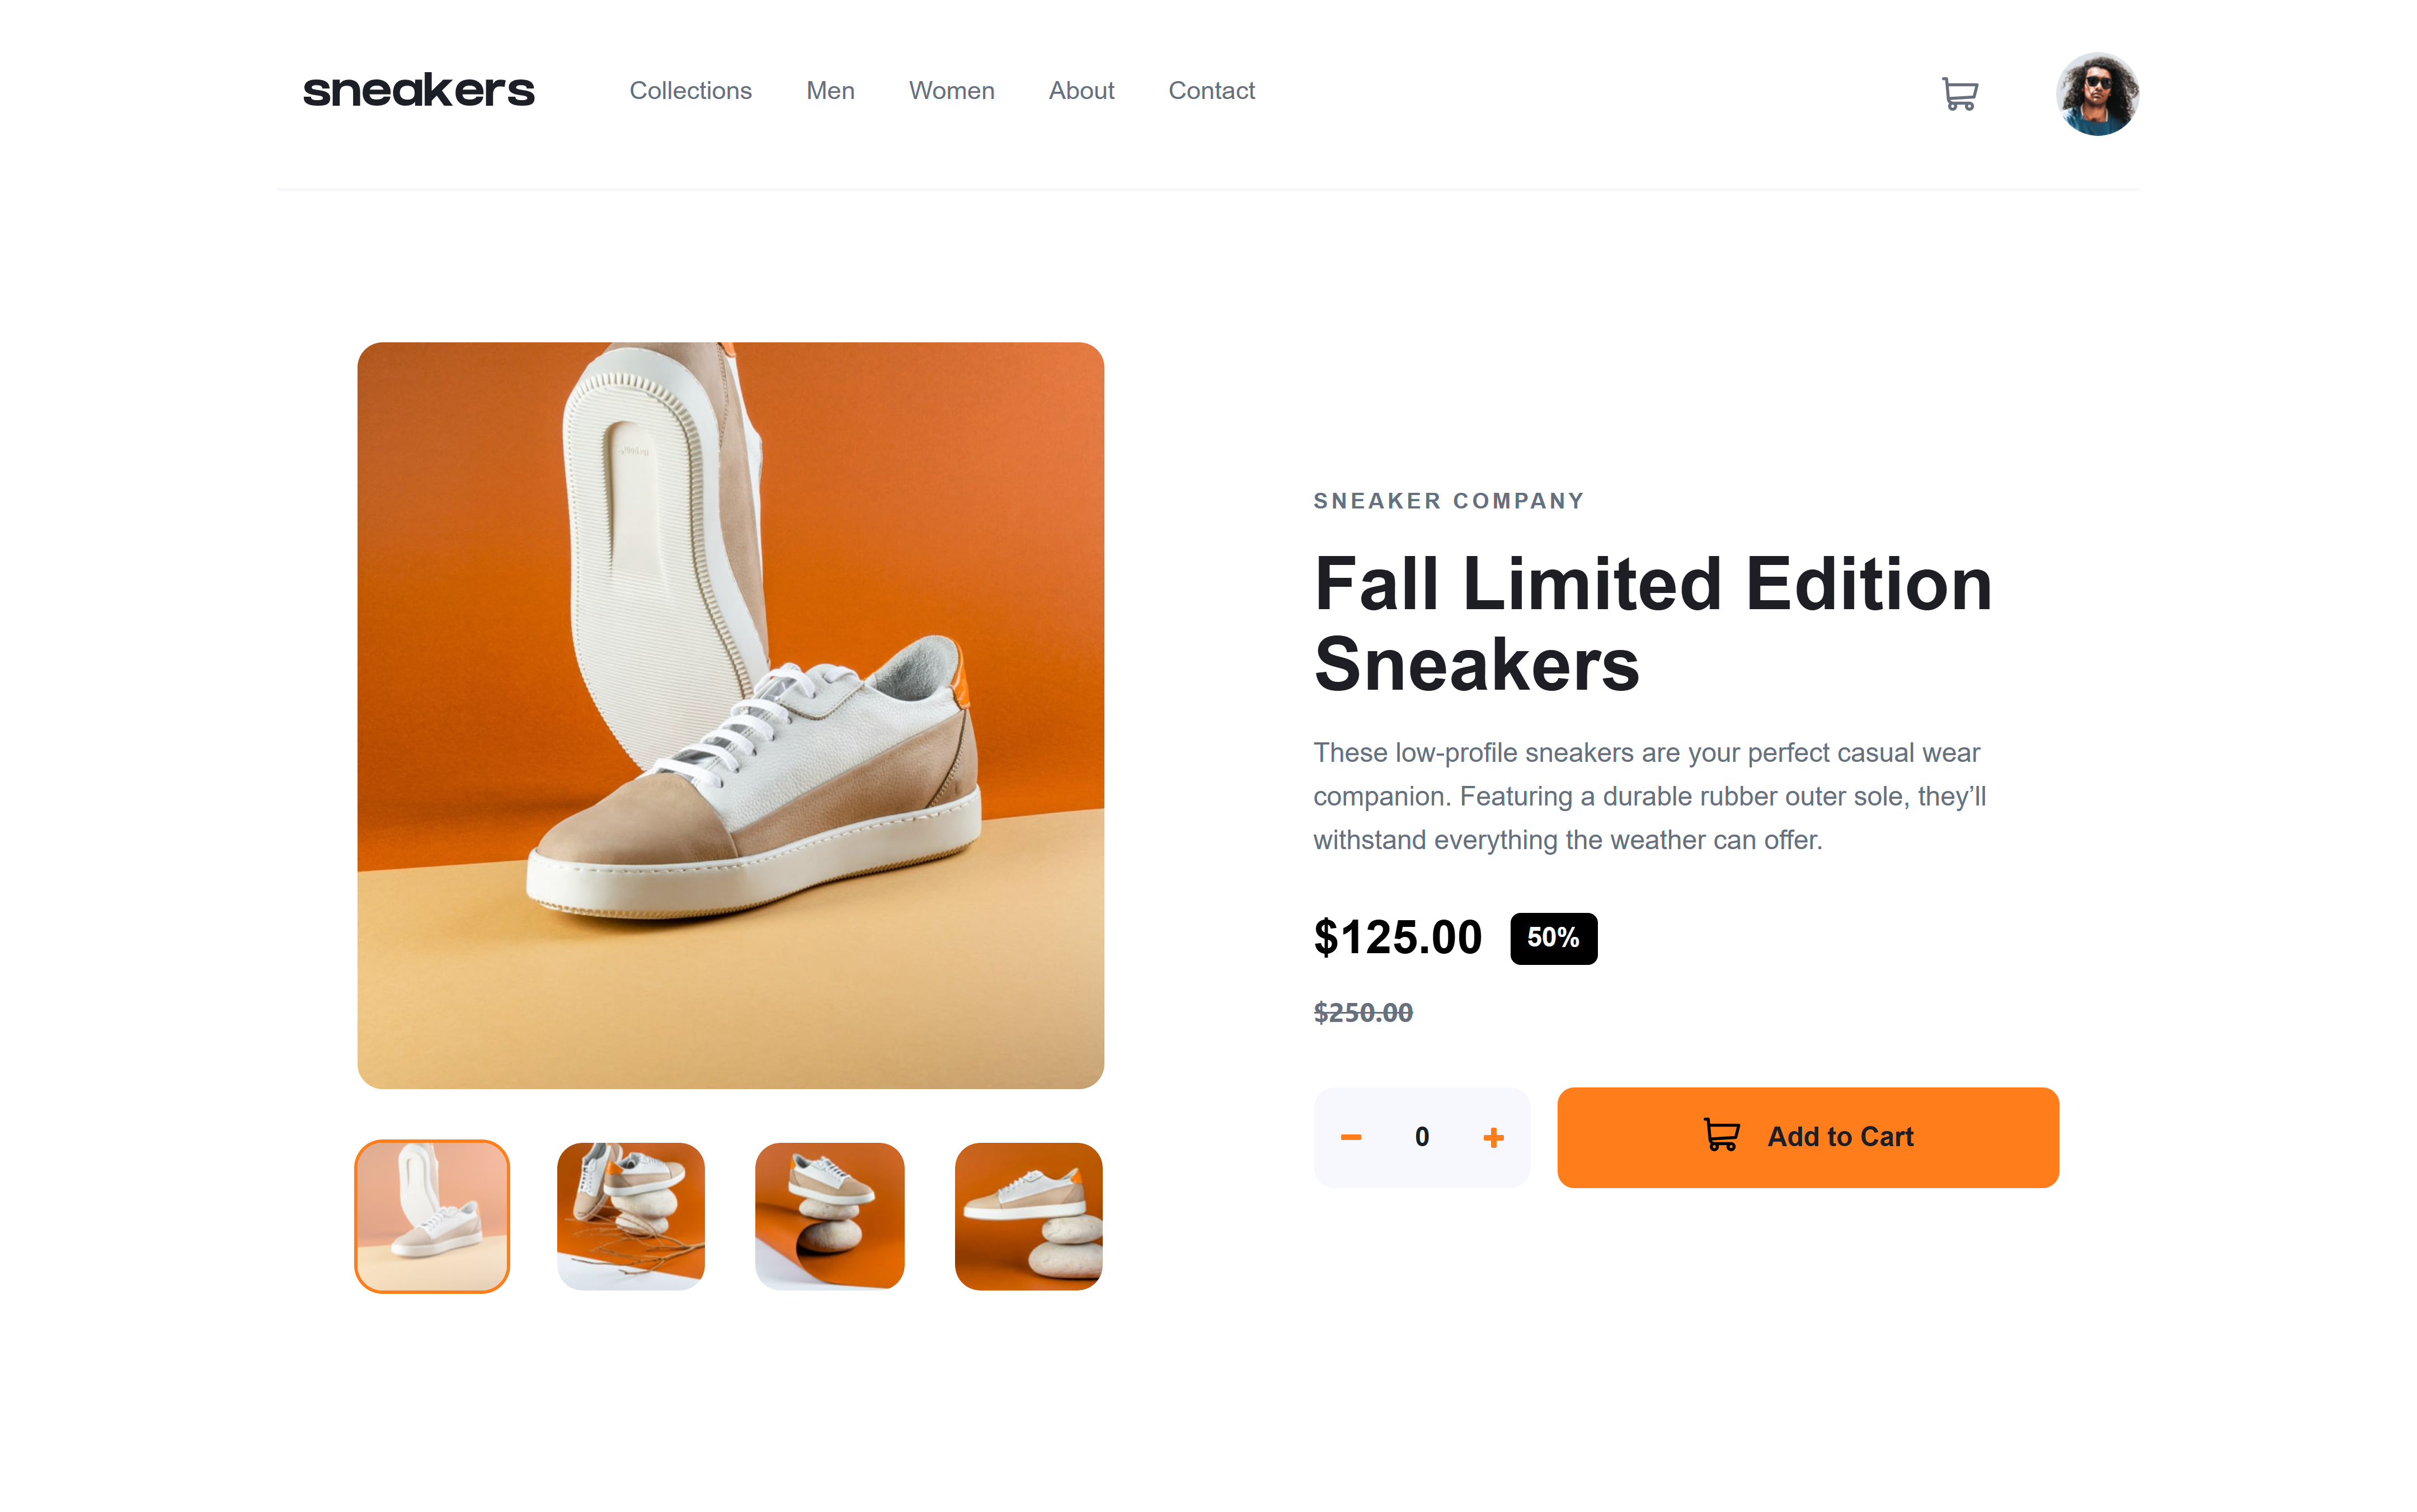 sneakers
Collections Men Women About Contact
SNEAKER COMPANY
Fall Limited Edition
Sneakers
These low-profile sneakers are your perfect casual wear
companion. Featuring a durable rubber outer sole, they’ll
withstand everything the weather can offer.
$125.00 50%
$250.00
0 Add to Cart